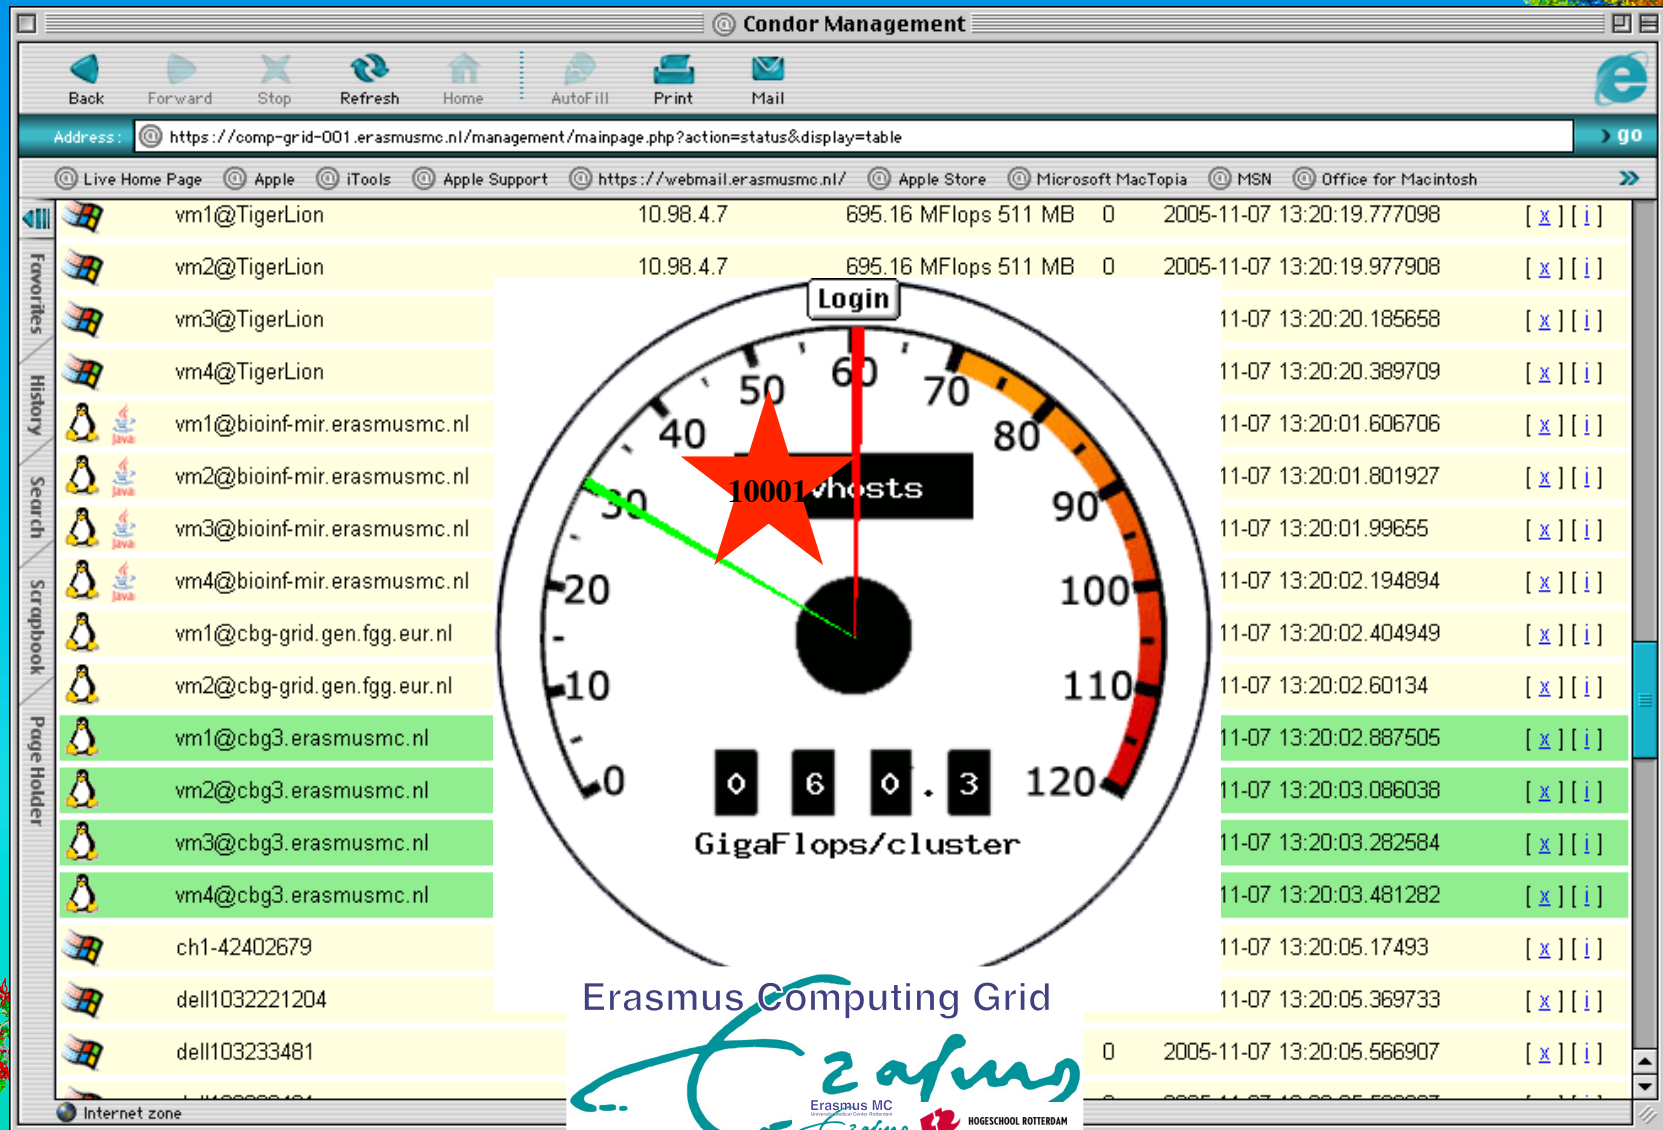 Condor Management
Back Forward Stop Refresh Home AutoFill Print Mail
Address: https://comp-grid-001.erasmusmc.nl/management/mainpage.php?action=status&display=table go
Live Home Page Apple iTools Apple Support https://webmail.erasmusmc.nl/ Apple Store Microsoft MacTopia MSN Office for Macintosh
Favorites
History
Search
Scrapbook
Page Holder
vm1@TigerLion 10.98.4.7 695.16 MFlops 511 MB 0 2005-11-07 13:20:19.777098 [ x ] [ i ]
vm2@TigerLion 10.98.4.7 695.16 MFlops 511 MB 0 2005-11-07 13:20:19.977908 [ x ] [ i ]
vm3@TigerLion 11-07 13:20:20.185658 [ x ] [ i ]
vm4@TigerLion 11-07 13:20:20.389709 [ x ] [ i ]
Java vm1@bioinf-mir.erasmusmc.nl 11-07 13:20:01.606706 [ x ] [ i ]
Java vm2@bioinf-mir.erasmusmc.nl 11-07 13:20:01.801927 [ x ] [ i ]
Java vm3@bioinf-mir.erasmusmc.nl 11-07 13:20:01.99655 [ x ] [ i ]
Java vm4@bioinf-mir.erasmusmc.nl 11-07 13:20:02.194894 [ x ] [ i ]
vm1@cbg-grid.gen.fgg.eur.nl 11-07 13:20:02.404949 [ x ] [ i ]
vm2@cbg-grid.gen.fgg.eur.nl 11-07 13:20:02.60134 [ x ] [ i ]
vm1@cbg3.erasmusmc.nl 11-07 13:20:02.887505 [ x ] [ i ]
vm2@cbg3.erasmusmc.nl 11-07 13:20:03.086038 [ x ] [ i ]
vm3@cbg3.erasmusmc.nl 11-07 13:20:03.282584 [ x ] [ i ]
vm4@cbg3.erasmusmc.nl 11-07 13:20:03.481282 [ x ] [ i ]
ch1-42402679 11-07 13:20:05.17493 [ x ] [ i ]
dell1032221204 11-07 13:20:05.369733 [ x ] [ i ]
dell103233481 0 2005-11-07 13:20:05.566907 [ x ] [ i ]
Login
0 10 20 30 40 50 60 70 80 90 100 110 120
10001 vhosts
0 6 0 . 3
GigaFlops/cluster
Erasmus Computing Grid
Erasmus
Erasmus MC
HOGESCHOOL ROTTERDAM
Internet zone